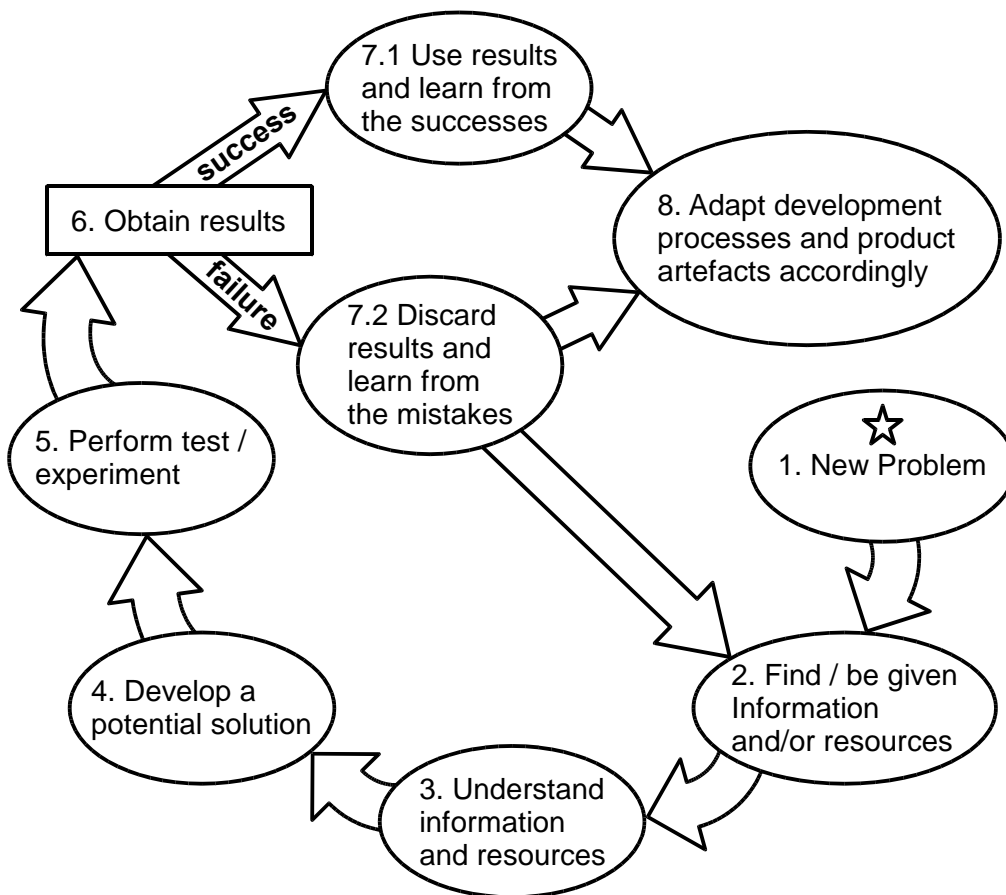 7.1 Use results
and learn from
the successes
success
6. Obtain results
8. Adapt development
processes and product
artefacts accordingly
failure
7.2 Discard
results and
learn from
the mistakes
5. Perform test /
experiment
1. New Problem
4. Develop a
potential solution
2. Find / be given
Information
and/or resources
3. Understand
information
and resources